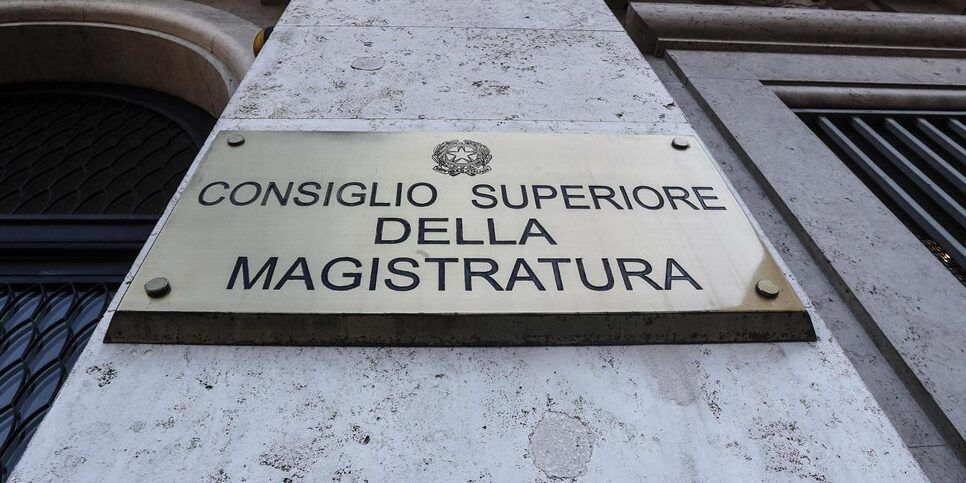 CONSIGLIO SUPERIORE
DELLA
MAGISTRATURA